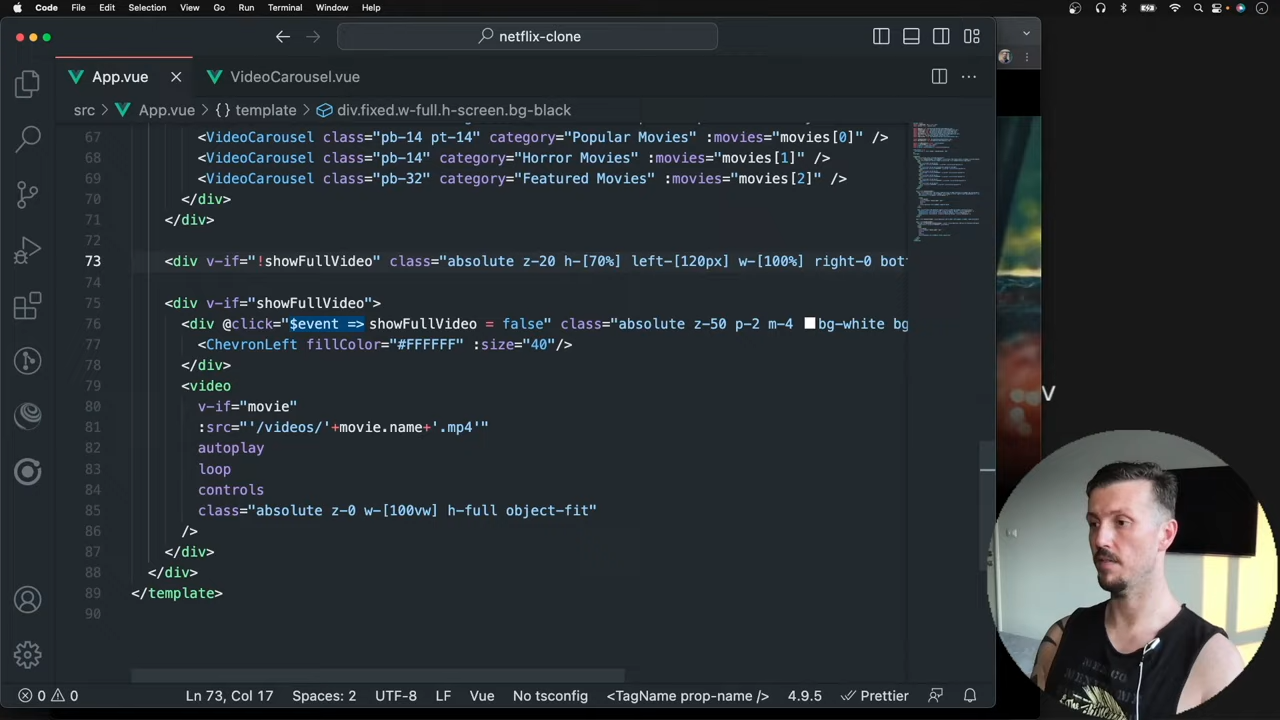 Code File Edit Selection View Go Run Terminal Window Help
netflix-clone
App.vue VideoCarousel.vue
src App.vue {} template div.fixed.w-full.h-screen.bg-black
67 <VideoCarousel class="pb-14 pt-14" category="Popular Movies" :movies="movies[0]" />
68 <VideoCarousel class="pb-14" category="Horror Movies" :movies="movies[1]" />
69 <VideoCarousel class="pb-32" category="Featured Movies" :movies="movies[2]" />
70 </div>
71 </div>
72
73 <div v-if="!showFullVideo" class="absolute z-20 h-[70%] left-[120px] w-[100%] right-0 bott
74
75 <div v-if="showFullVideo">
76 <div @click="$event => showFullVideo = false" class="absolute z-50 p-2 m-4 bg-white bg
77 <ChevronLeft fillColor="#FFFFFF" :size="40"/>
78 </div>
79 <video
80 v-if="movie"
81 :src="'/videos/'+movie.name+'.mp4'"
82 autoplay
83 loop
84 controls
85 class="absolute z-0 w-[100vw] h-full object-fit"
86 />
87 </div>
88 </div>
89 </template>
90
0 0 Ln 73, Col 17 Spaces: 2 UTF-8 LF Vue No tsconfig <TagName prop-name /> 4.9.5 Prettier